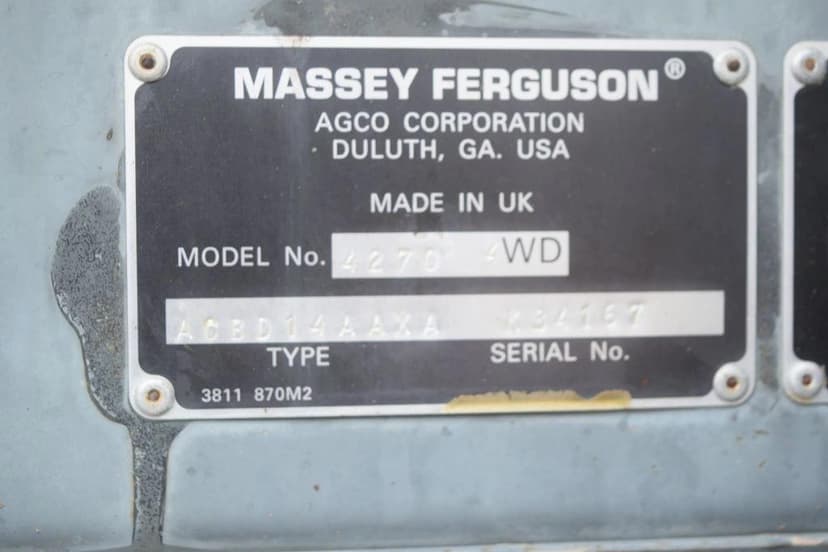 MASSEY FERGUSON®
AGCO CORPORATION
DULUTH, GA. USA
MADE IN UK
MODEL No. 4270 4WD
TYPE SERIAL No.
3811 870M2